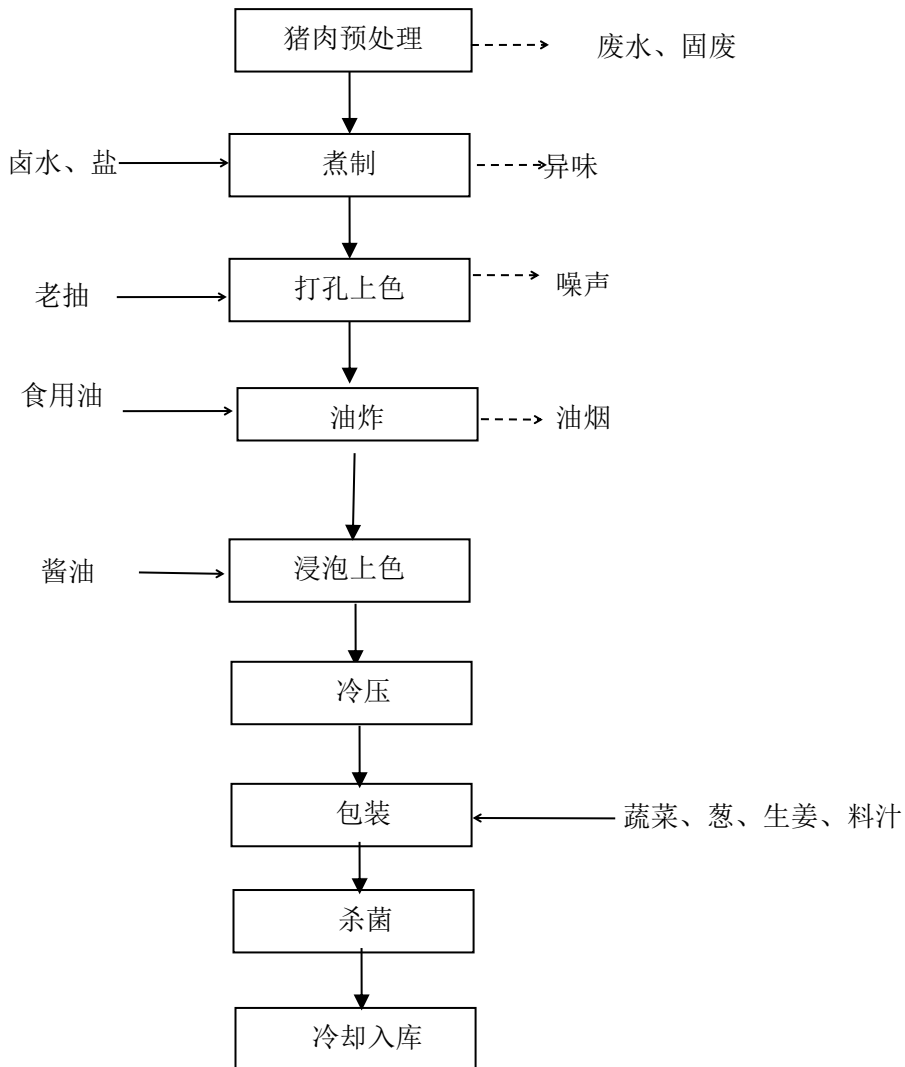 猪肉预处理
废水、固废
卤水、盐
煮制
异味
老抽
打孔上色
噪声
食用油
油炸
油烟
酱油
浸泡上色
冷压
包装
蔬菜、葱、生姜、料汁
杀菌
冷却入库